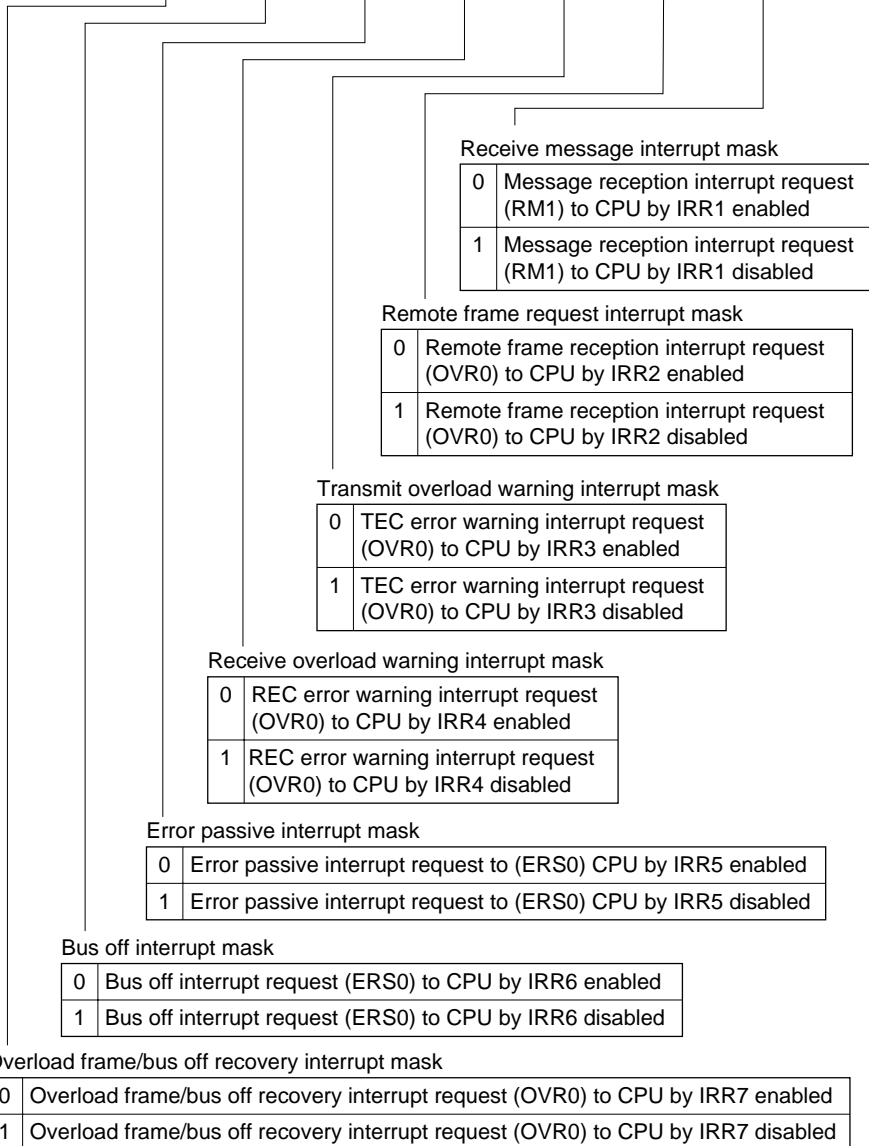 Receive message interrupt mask
0 Message reception interrupt request
(RM1) to CPU by IRR1 enabled
1 Message reception interrupt request
(RM1) to CPU by IRR1 disabled
Remote frame request interrupt mask
0 Remote frame reception interrupt request
(OVR0) to CPU by IRR2 enabled
1 Remote frame reception interrupt request
(OVR0) to CPU by IRR2 disabled
Transmit overload warning interrupt mask
0 TEC error warning interrupt request
(OVR0) to CPU by IRR3 enabled
1 TEC error warning interrupt request
(OVR0) to CPU by IRR3 disabled
Receive overload warning interrupt mask
0 REC error warning interrupt request
(OVR0) to CPU by IRR4 enabled
1 REC error warning interrupt request
(OVR0) to CPU by IRR4 disabled
Error passive interrupt mask
0 Error passive interrupt request to (ERS0) CPU by IRR5 enabled
1 Error passive interrupt request to (ERS0) CPU by IRR5 disabled
Bus off interrupt mask
0 Bus off interrupt request (ERS0) to CPU by IRR6 enabled
1 Bus off interrupt request (ERS0) to CPU by IRR6 disabled
Overload frame/bus off recovery interrupt mask
0 Overload frame/bus off recovery interrupt request (OVR0) to CPU by IRR7 enabled
1 Overload frame/bus off recovery interrupt request (OVR0) to CPU by IRR7 disabled